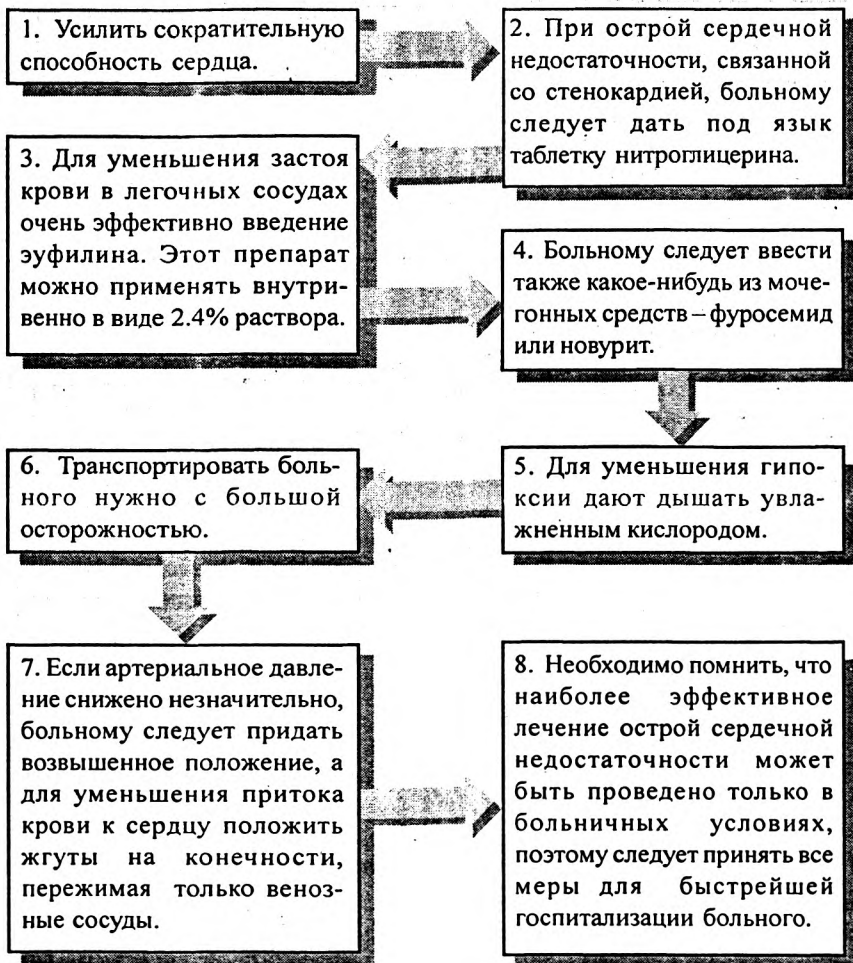 1. Усилить сократительную
способность сердца.
2. При острой сердечной
недостаточности, связанной
со стенокардией, больному
следует дать под язык
таблетку нитроглицерина.
3. Для уменьшения застоя
крови в легочных сосудах
очень эффективно введение
эуфилина. Этот препарат
можно применять внутри-
венно в виде 2.4% раствора.
4. Больному следует ввести
также какое-нибудь из моче-
гонных средств – фуросемид
или новурит.
5. Для уменьшения гипо-
ксии дают дышать увла-
жненным кислородом.
6. Транспортировать боль-
ного нужно с большой
осторожностью.
7. Если артериальное давле-
ние снижено незначительно,
больному следует придать
возвышенное положение, а
для уменьшения притока
крови к сердцу положить
жгуты на конечности,
пережимая только веноз-
ные сосуды.
8. Необходимо помнить, что
наиболее эффективное
лечение острой сердечной
недостаточности может
быть проведено только в
больничных условиях,
поэтому следует принять все
меры для быстрейшей
госпитализации больного.